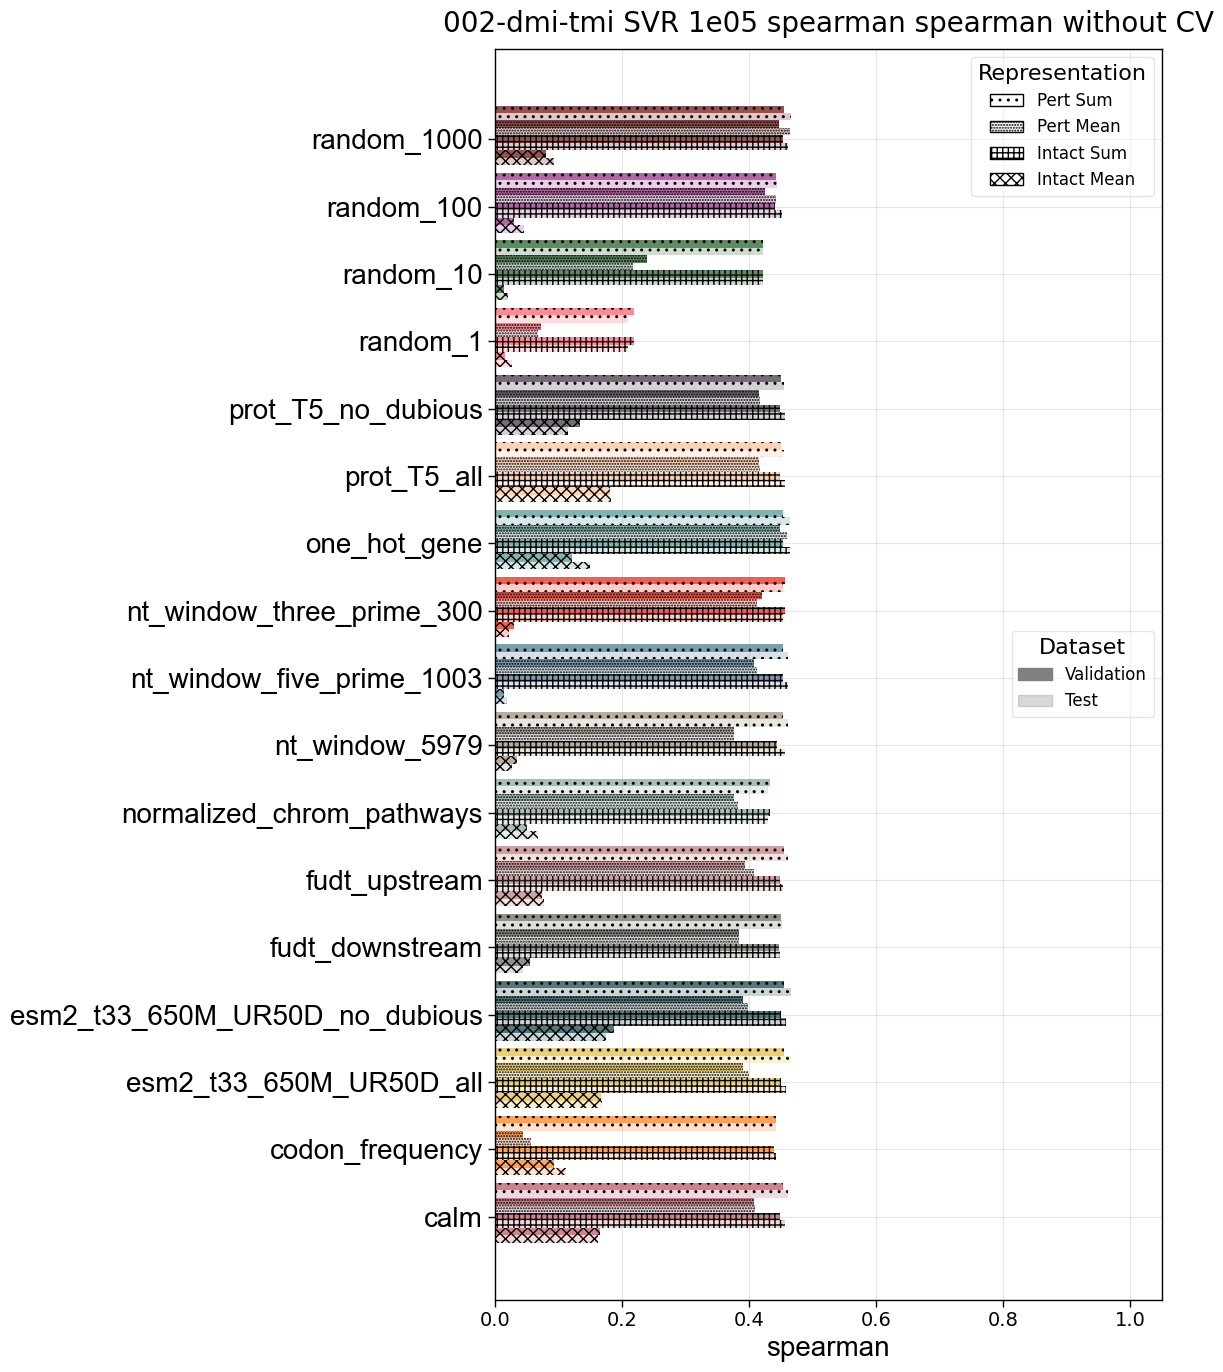 002-dmi-tmi SVR 1e05 spearman spearman without CV
Representation
Pert Sum
Pert Mean
Intact Sum
Intact Mean
random_1000
random_100
random_10
random_1
prot_T5_no_dubious
prot_T5_all
one_hot_gene
nt_window_three_prime_300
nt_window_five_prime_1003
nt_window_5979
normalized_chrom_pathways
fudt_upstream
fudt_downstream
esm2_t33_650M_UR50D_no_dubious
esm2_t33_650M_UR50D_all
codon_frequency
calm
Dataset
Validation
Test
0.0 0.2 0.4 0.6 0.8 1.0
spearman